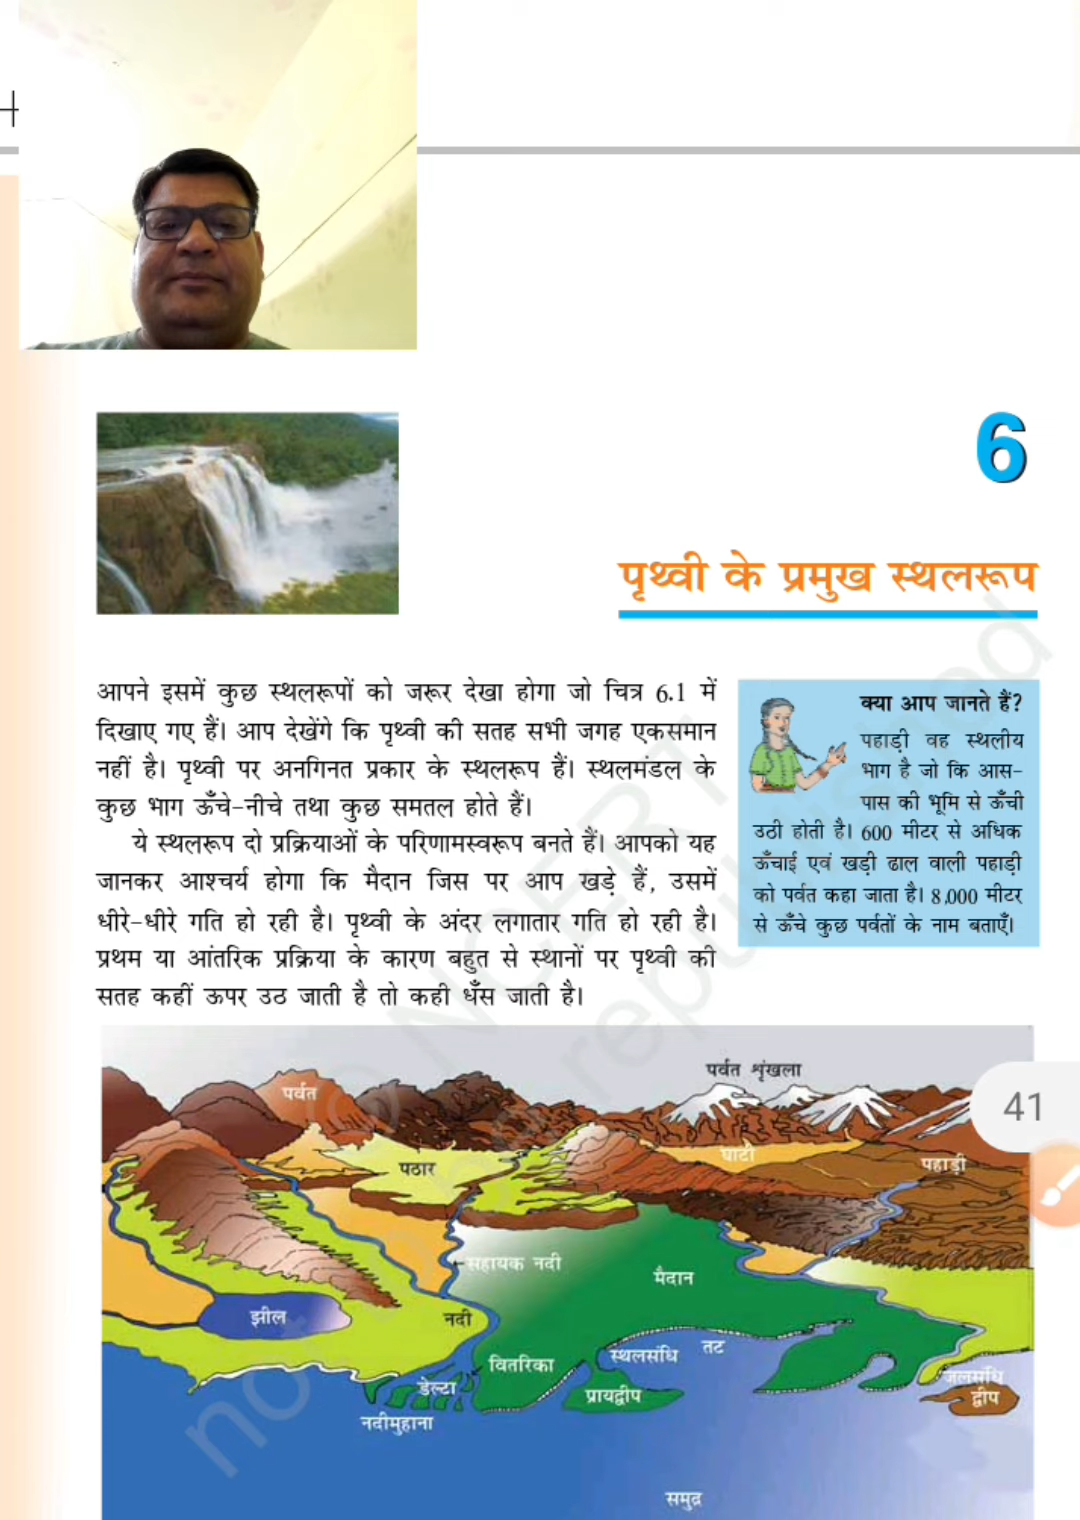 6
पृथ्वी के प्रमुख स्थलरूप
आपने इसमें कुछ स्थलरूपों को जरूर देखा होगा जो चित्र 6.1 में
दिखाए गए हैं। आप देखेंगे कि पृथ्वी की सतह सभी जगह एकसमान
नहीं है। पृथ्वी पर अनगिनत प्रकार के स्थलरूप हैं। स्थलमंडल के
कुछ भाग ऊँचे-नीचे तथा कुछ समतल होते हैं।
ये स्थलरूप दो प्रक्रियाओं के परिणामस्वरूप बनते हैं। आपको यह
जानकर आश्चर्य होगा कि मैदान जिस पर आप खड़े हैं, उसमें
धीरे-धीरे गति हो रही है। पृथ्वी के अंदर लगातार गति हो रही है।
प्रथम या आंतरिक प्रक्रिया के कारण बहुत से स्थानों पर पृथ्वी की
सतह कहीं ऊपर उठ जाती है तो कही धँस जाती है।
क्या आप जानते हैं?
पहाड़ी वह स्थलीय
भाग है जो कि आस-
पास की भूमि से ऊँची
उठी होती है। 600 मीटर से अधिक
ऊँचाई एवं खड़ी ढाल वाली पहाड़ी
को पर्वत कहा जाता है। 8,000 मीटर
से ऊँचे कुछ पर्वतों के नाम बताएँ।
पर्वत शृंखला
पर्वत
41
घाटी
पठार
पहाड़ी
सहायक नदी
मैदान
झील
नदी
तट
स्थलसंधि
वितरिका
जलसंधि
डेल्टा
प्रायद्वीप
द्वीप
नदीमुहाना
समुद्र
© NCERT
not to be republished